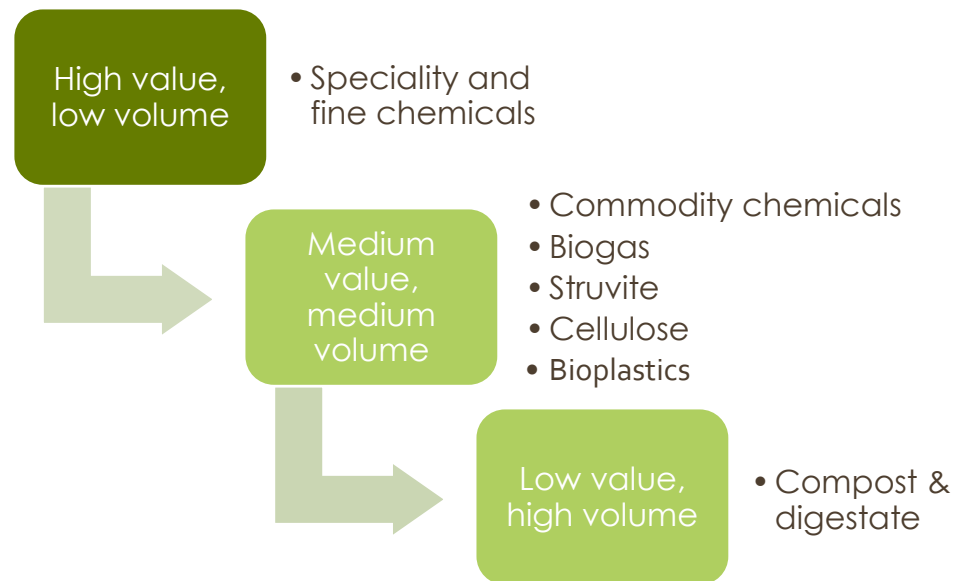 High value,
low volume
• Speciality and
fine chemicals
Medium
value,
medium
volume
• Commodity chemicals
• Biogas
• Struvite
• Cellulose
• Bioplastics
Low value,
high volume
• Compost &
digestate